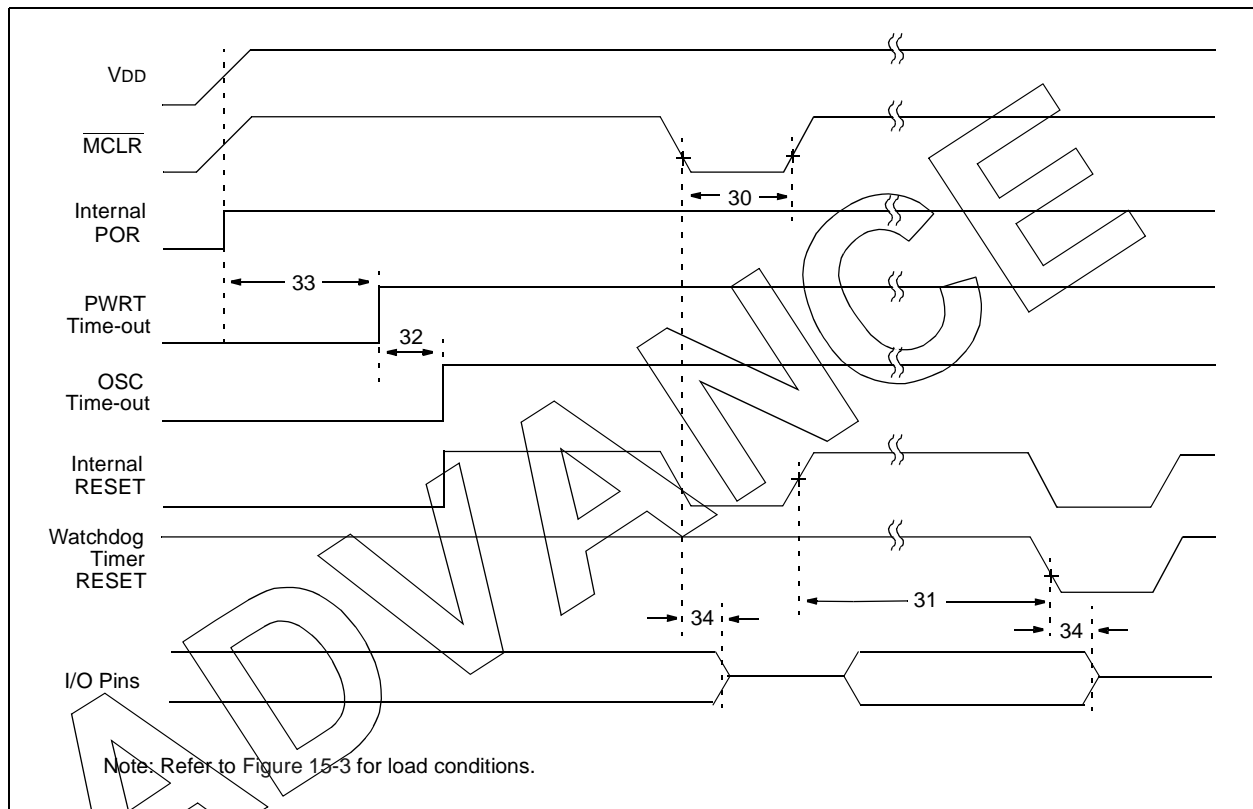 VDD
MCLR
30
Internal
POR
33
PWRT
Time-out
32
OSC
Time-out
Internal
RESET
Watchdog
Timer
RESET
31
34
34
I/O Pins
Note: Refer to Figure 15-3 for load conditions.
ADVANCE